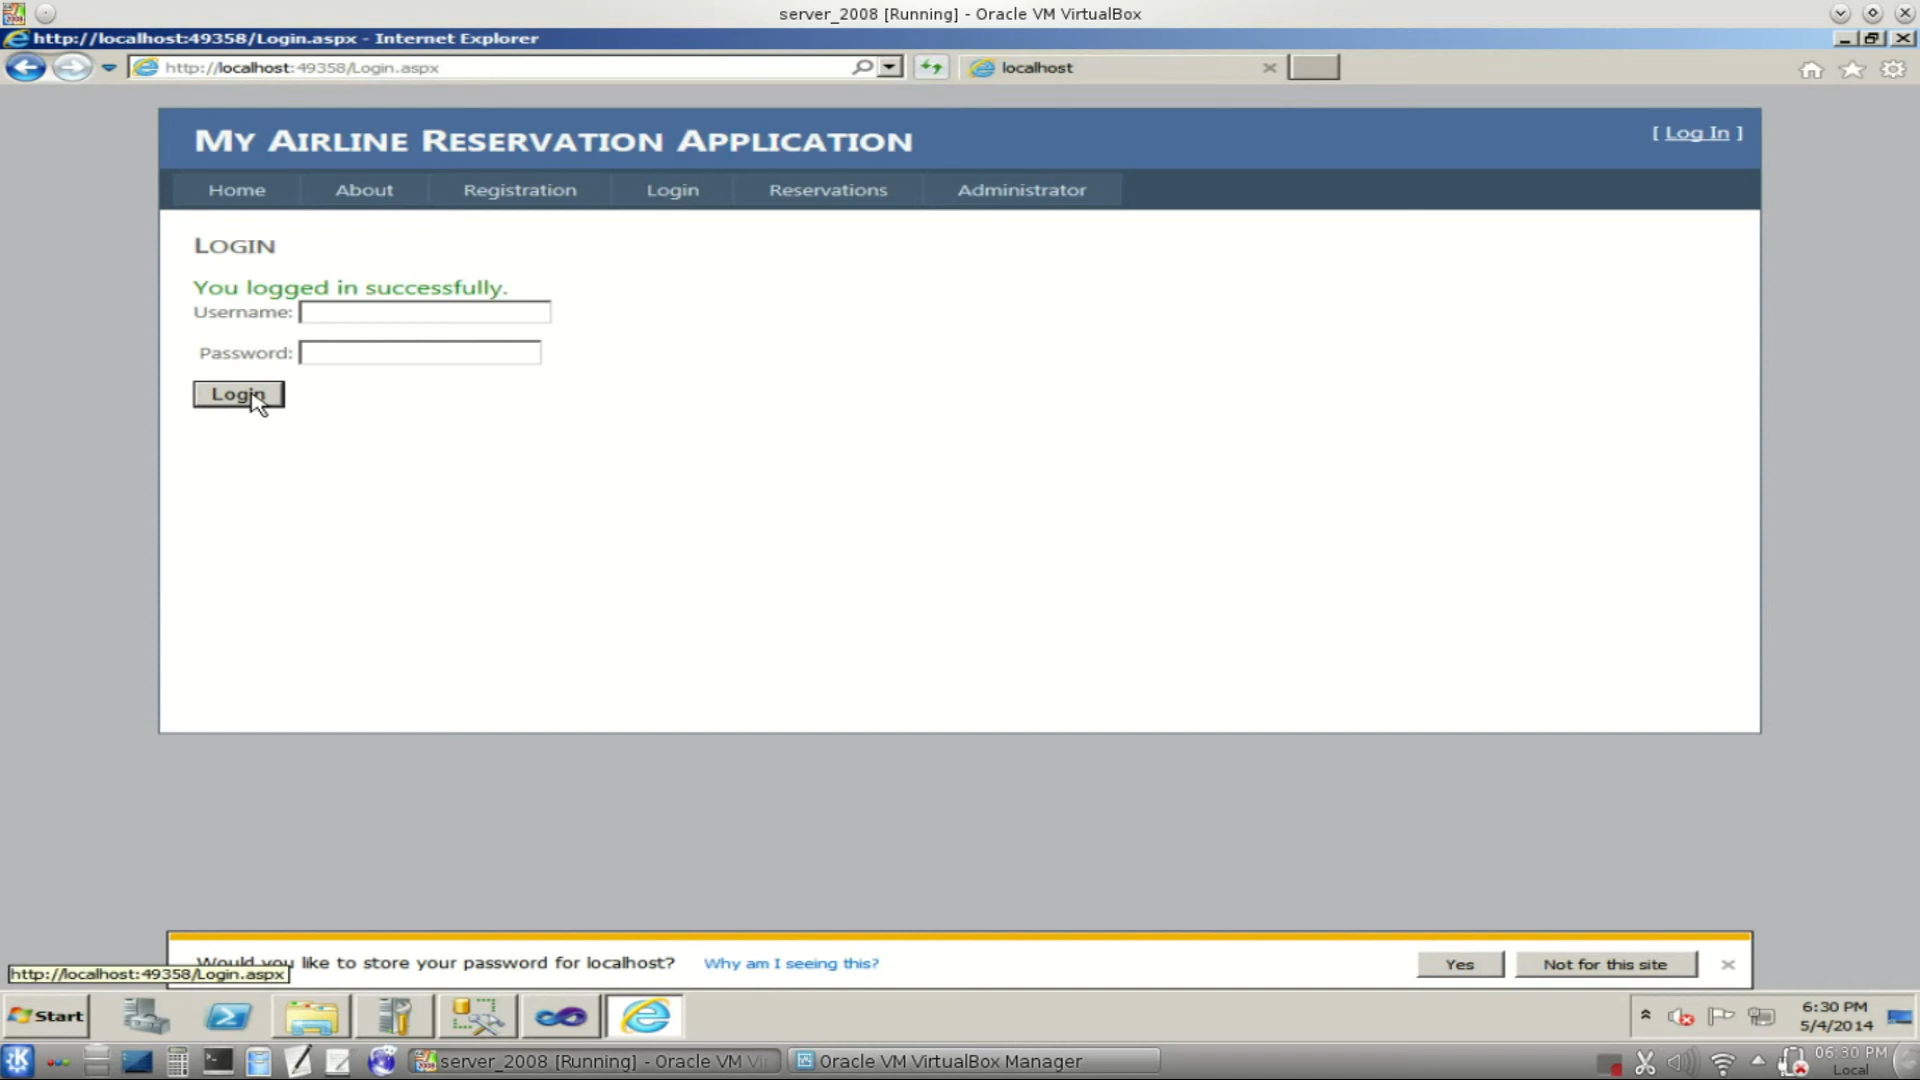 server_2008 [Running] - Oracle VM VirtualBox
http://localhost:49358/Login.aspx - Internet Explorer
http://localhost:49358/Login.aspx
localhost
MY AIRLINE RESERVATION APPLICATION
[ Log In ]
Home
About
Registration
Login
Reservations
Administrator
LOGIN
You logged in successfully.
Username:
Password:
Login
Would you like to store your password for localhost?
Why am I seeing this?
Yes
Not for this site
http://localhost:49358/Login.aspx
Start
6:30 PM
5/4/2014
server_2008 [Running] - Oracle VM
Oracle VM VirtualBox Manager
06:30 PM
Local